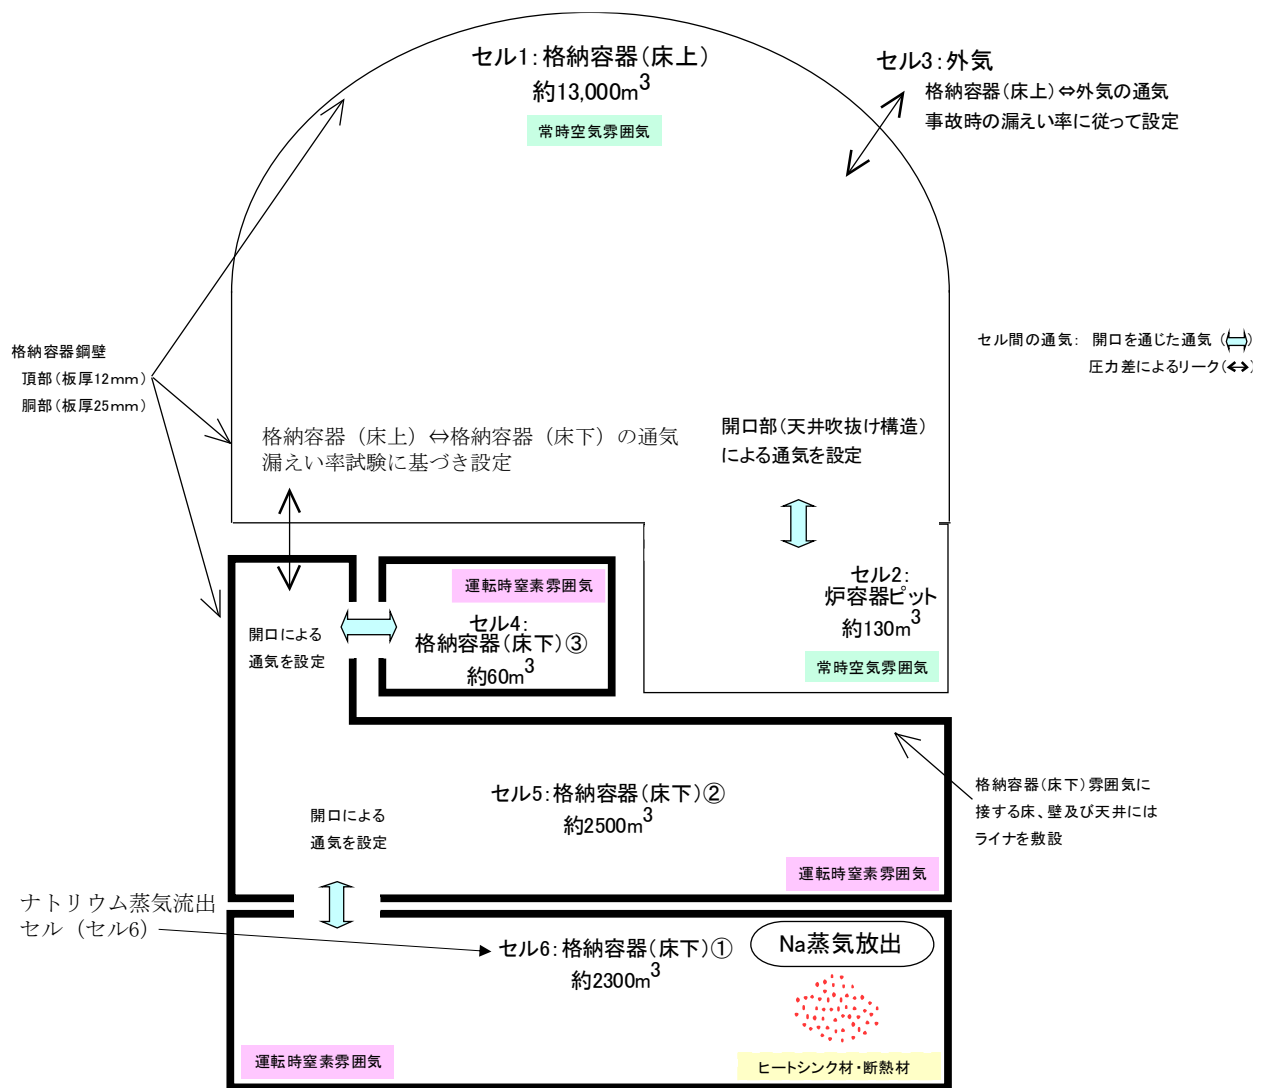 セル1:格納容器(床上)
約13,000m3
常時空気雰囲気
セル3:外気
格納容器(床上)⇔外気の通気
事故時の漏えい率に従って設定
格納容器鋼壁
頂部(板厚12mm)
胴部(板厚25mm)
セル間の通気: 開口を通じた通気(⇔)
圧力差によるリーク(↔)
格納容器（床上）⇔格納容器（床下）の通気
漏えい率試験に基づき設定
開口部(天井吹抜け構造)
による通気を設定
セル2:
炉容器ピット
約130m3
常時空気雰囲気
運転時窒素雰囲気
セル4:
格納容器(床下)③
約60m3
開口による
通気を設定
セル5:格納容器(床下)②
約2500m3
開口による
通気を設定
運転時窒素雰囲気
格納容器(床下)雰囲気に
接する床、壁及び天井には
ライナを敷設
ナトリウム蒸気流出
セル（セル6）
セル6:格納容器(床下)①
約2300m3
Na蒸気放出
運転時窒素雰囲気
ヒートシンク材・断熱材